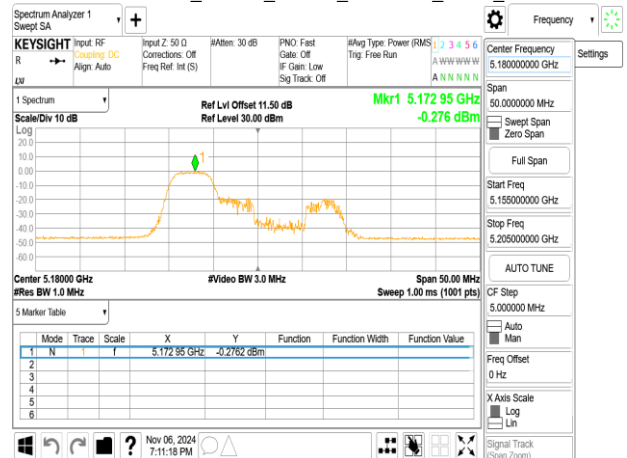 Spectrum Analyzer 1
Swept SA
Frequency
KEYSIGHT
R
Input: RF
Coupling: DC
Align: Auto
Input Z: 50 Ω
Corrections: Off
Freq Ref: Int (S)
#Atten: 30 dB
PNO: Fast
Gate: Off
IF Gain: Low
Sig Track: Off
#Avg Type: Power (RMS
Trig: Free Run
1 2 3 4 5 6
A W W W W W
A N N N N N
1 Spectrum
Scale/Div 10 dB
Ref Lvl Offset 11.50 dB
Ref Level 30.00 dBm
Mkr1 5.172 95 GHz
-0.276 dBm
Log
20.0
10.0
0.00
-10.0
-20.0
-30.0
-40.0
-50.0
-60.0
1
Center 5.18000 GHz
#Res BW 1.0 MHz
#Video BW 3.0 MHz
Span 50.00 MHz
Sweep 1.00 ms (1001 pts)
5 Marker Table
Mode Trace Scale X Y Function Function Width Function Value
1 N 1 f 5.172 95 GHz -0.2762 dBm
2
3
4
5
6
Nov 06, 2024
7:11:18 PM
Center Frequency
5.180000000 GHz
Settings
Span
50.0000000 MHz
Swept Span
Zero Span
Full Span
Start Freq
5.155000000 GHz
Stop Freq
5.205000000 GHz
AUTO TUNE
CF Step
5.000000 MHz
Auto
Man
Freq Offset
0 Hz
X Axis Scale
Log
Lin
Signal Track
(Span Zoom)